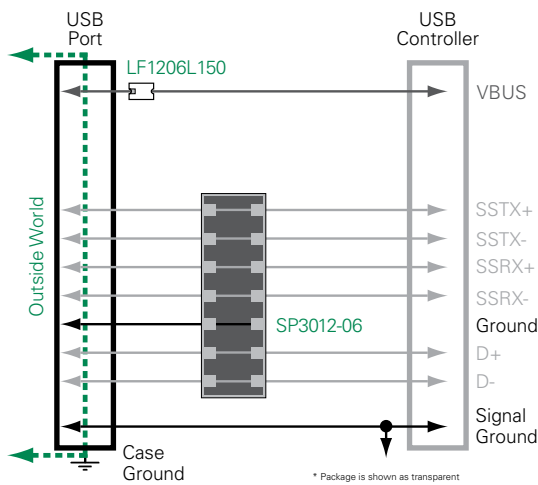 USB
Port
USB
Controller
LF1206L150
VBUS
Outside World
SSTX+
SSTX-
SSRX+
SSRX-
SP3012-06
Ground
D+
D-
Signal
Ground
Case
Ground
* Package is shown as transparent